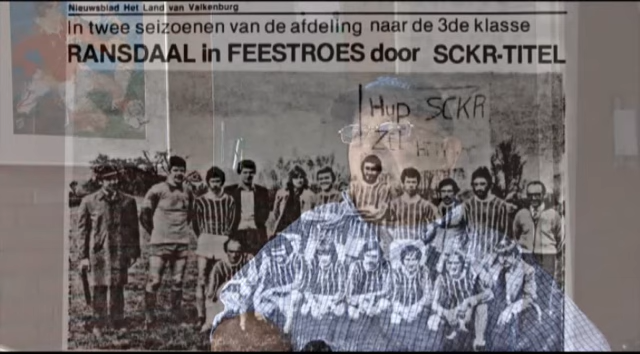 Nieuwsblad Het Land van Valkenburg
in twee seizoenen van de afdeling naar de 3de klasse
RANSDAAL in FEESTROES door SCKR-TITEL
Hup SCKR